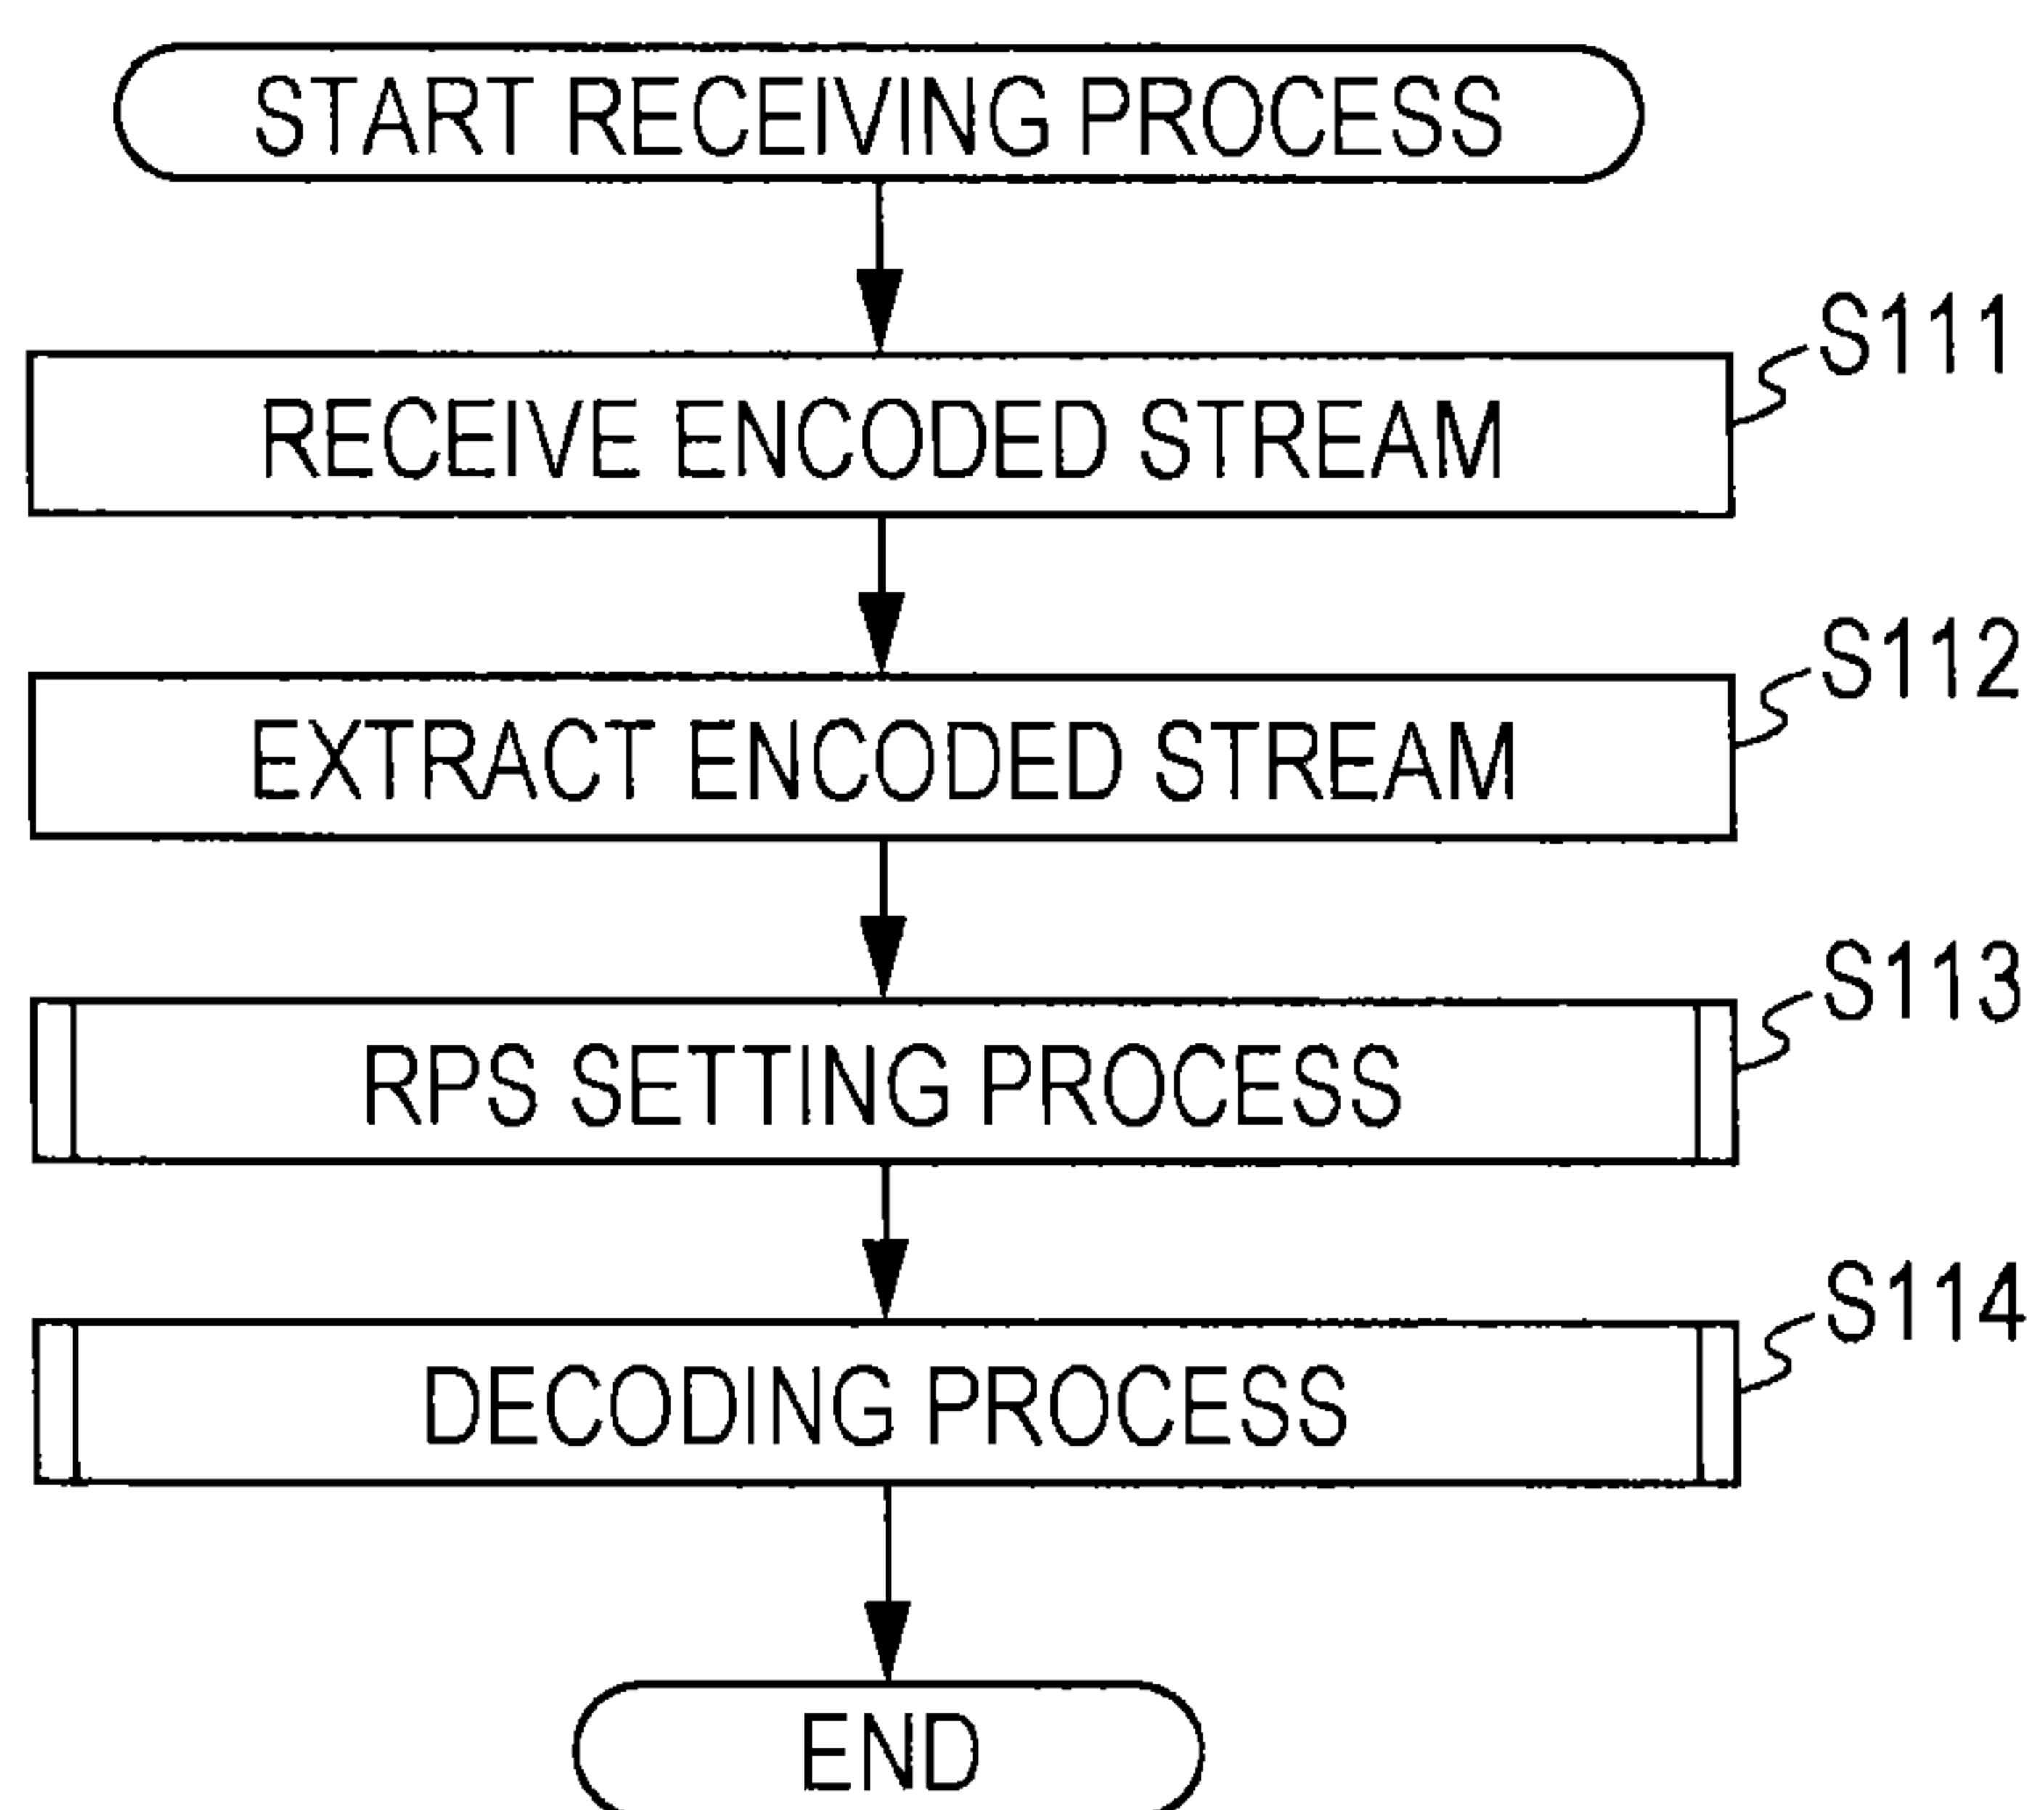 START RECEIVING PROCESS
S111
RECEIVE ENCODED STREAM
S112
EXTRACT ENCODED STREAM
S113
RPS SETTING PROCESS
S114
DECODING PROCESS
END